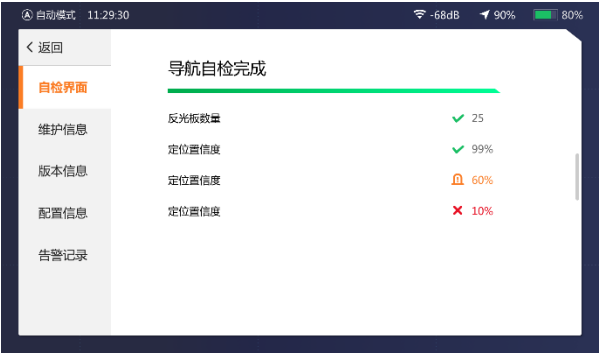 A 自动模式 11:29:30 -68dB 90% 80%
返回
自检界面
维护信息
版本信息
配置信息
告警记录
导航自检完成
反光板数量 25
定位置信度 99%
定位置信度 60%
定位置信度 10%